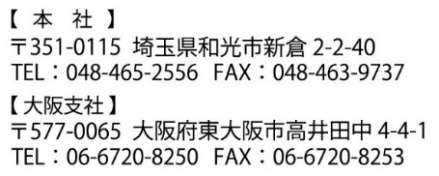 【 本 社 】
〒351-0115 埼玉県和光市新倉 2-2-40
TEL：048-465-2556 FAX：048-463-9737
【 大阪支社 】
〒577-0065 大阪府東大阪市高井田中 4-4-1
TEL：06-6720-8250 FAX：06-6720-8253